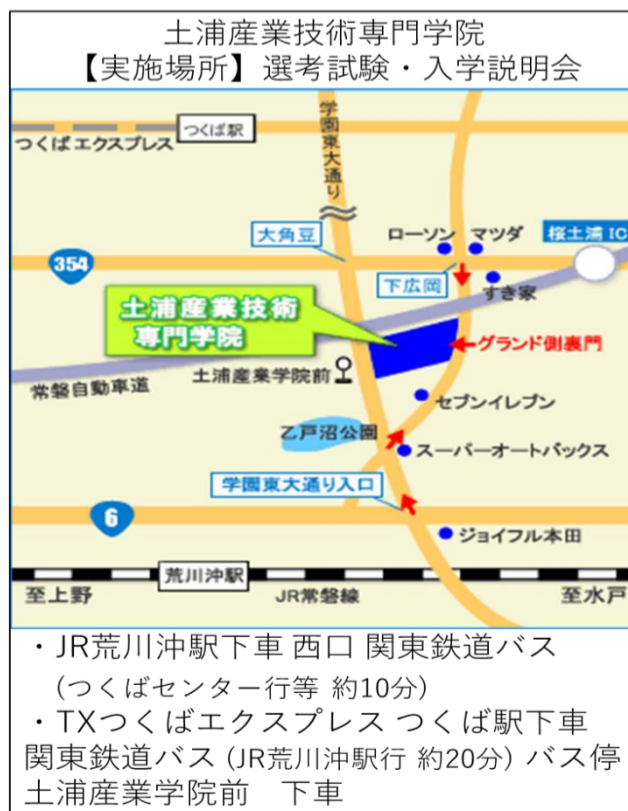 土浦産業技術専門学院
【実施場所】選考試験・入学説明会
つくば駅
つくばエクスプレス
学園東大通り
大角豆
ローソン
マツダ
桜土浦 IC
354
下広岡
すき家
土浦産業技術
専門学院
グランド側裏門
土浦産業学院前
常磐自動車道
セブンイレブン
乙戸沼公園
スーパーオートバックス
学園東大通り入口
6
ジョイフル本田
荒川沖駅
至上野
JR常磐線
至水戸
・JR荒川沖駅下車 西口 関東鉄道バス
(つくばセンター行等 約10分)
・TXつくばエクスプレス つくば駅下車
関東鉄道バス (JR荒川沖駅行 約20分) バス停
土浦産業学院前　下車